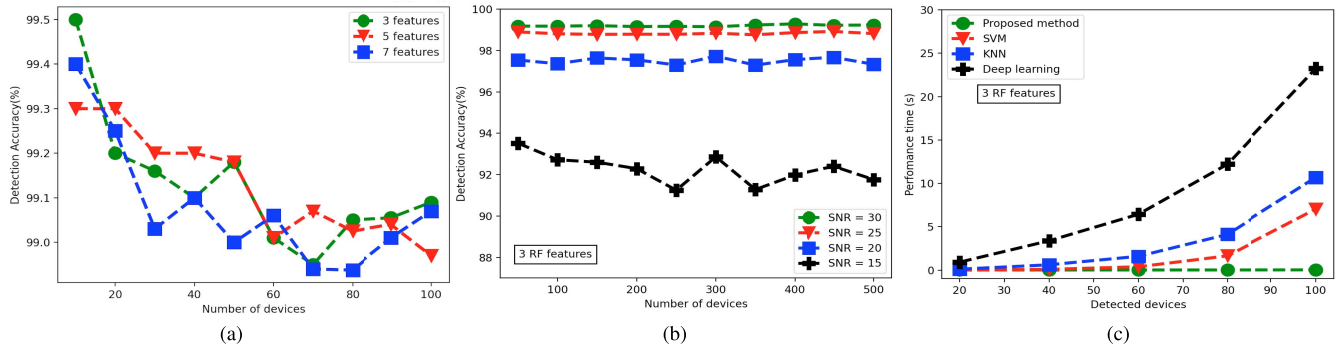 99.5
99.4
99.3
99.2
99.1
99.0
Detection Accuracy(%)
3 features
5 features
7 features
20 40 60 80 100
Number of devices
(a)
100
98
96
94
92
90
88
Detection Accuracy(%)
SNR = 30
SNR = 25
SNR = 20
SNR = 15
3 RF features
100 200 300 400 500
Number of devices
(b)
30
25
20
15
10
5
0
Performance time (s)
Proposed method
SVM
KNN
Deep learning
3 RF features
20 30 40 50 60 70 80 90 100
Detected devices
(c)